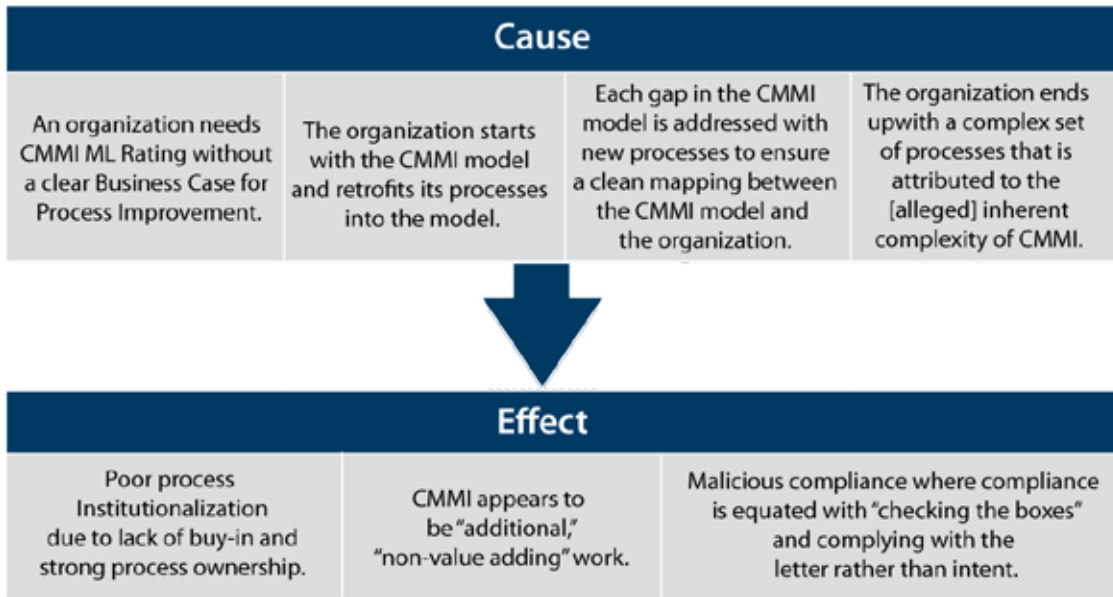 Cause
An organization needs
CMMI ML Rating without
a clear Business Case for
Process Improvement.
The organization starts
with the CMMI model
and retrofits its processes
into the model.
Each gap in the CMMI
model is addressed with
new processes to ensure
a clean mapping between
the CMMI model and
the organization.
The organization ends
upwith a complex set
of processes that is
attributed to the
[alleged] inherent
complexity of CMMI.
Effect
Poor process
Institutionalization
due to lack of buy-in and
strong process ownership.
CMMI appears to
be “additional,”
“non-value adding” work.
Malicious compliance where compliance
is equated with “checking the boxes”
and complying with the
letter rather than intent.